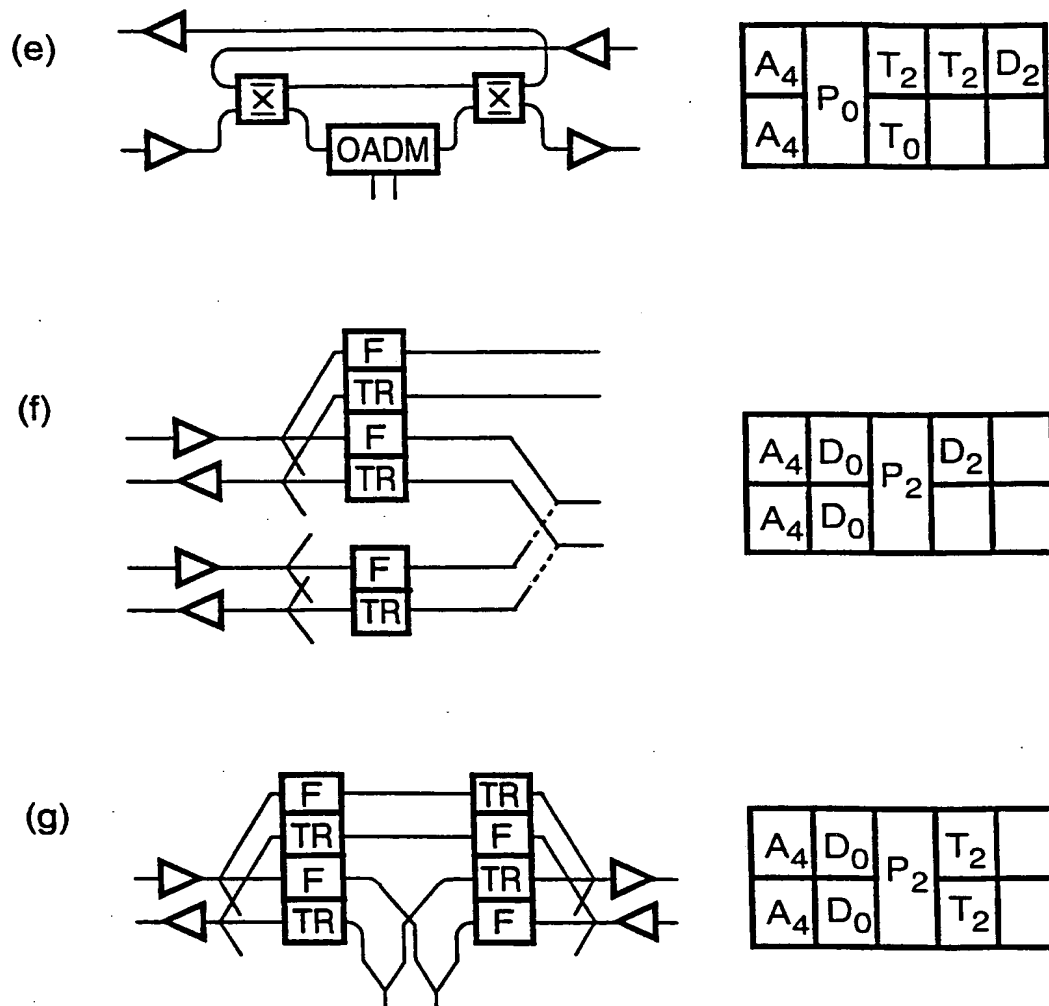 (e)
X X
OADM
A4 P0 T2 T2 D2
A4 T0
(f)
F
TR
F
TR
F
TR
A4 D0 P2 D2
A4 D0
(g)
F TR
TR F
F TR
TR F
A4 D0 P2 T2
A4 D0 T2